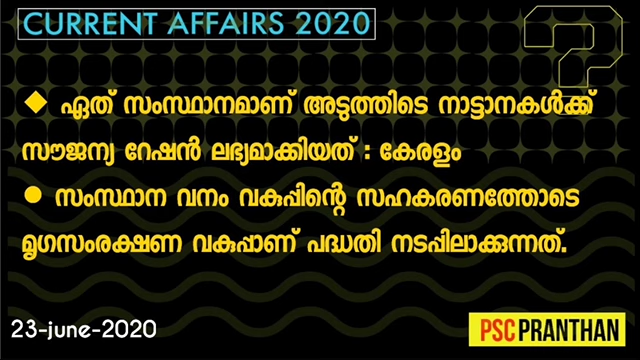 CURRENT AFFAIRS 2020
◆ ഏത് സംസ്ഥാനമാണ് അടുത്തിടെ നാട്ടാനകൾക്ക്
സൗജന്യ റേഷൻ ലഭ്യമാക്കിയത് : കേരളം
● സംസ്ഥാന വനം വകുപ്പിന്റെ സഹകരണത്തോടെ
മൃഗസംരക്ഷണ വകുപ്പാണ് പദ്ധതി നടപ്പിലാക്കുന്നത്.
23-june-2020
PSC PRANTHAN